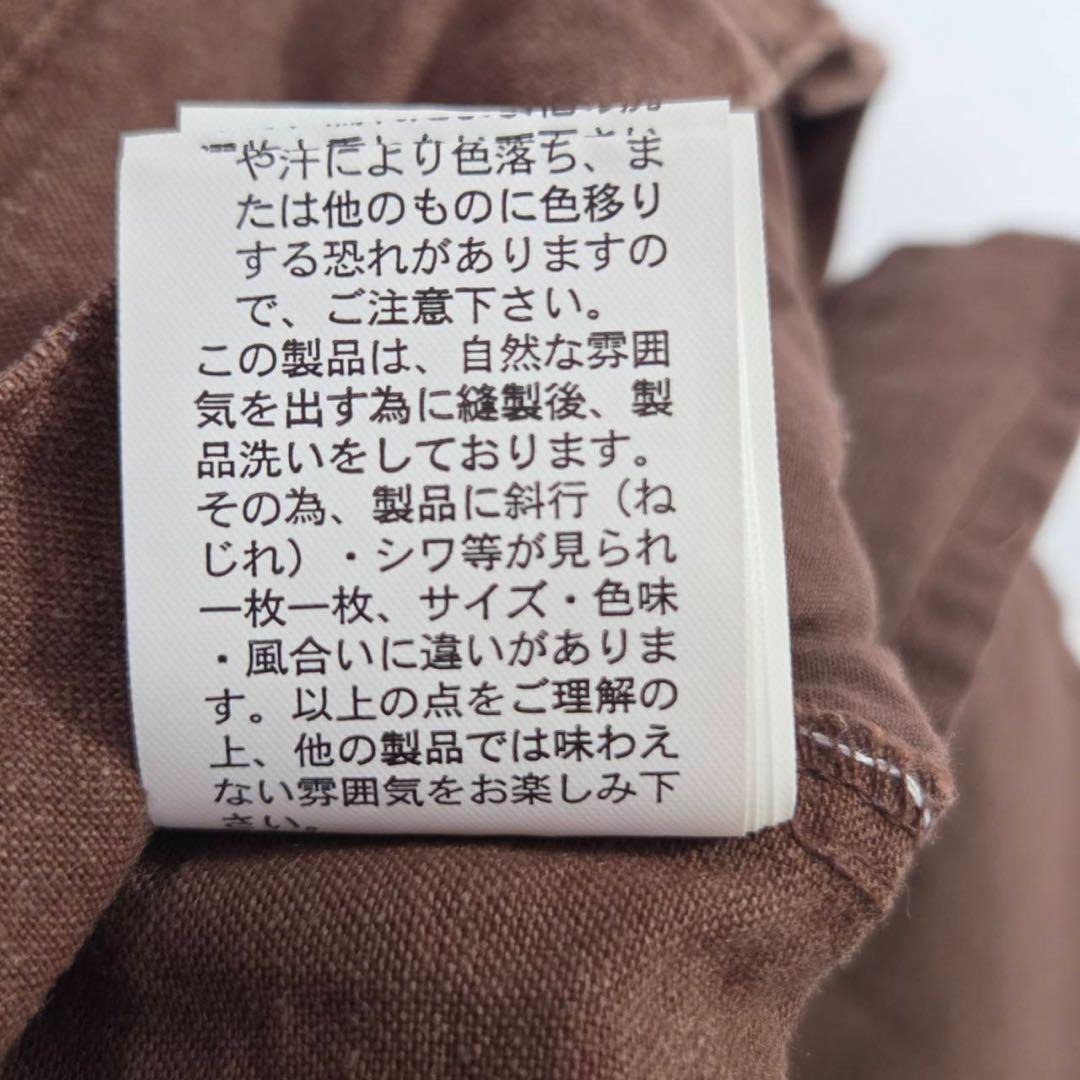 や汗により色落ち、ま
たは他のものに色移り
する恐れがありますの
で、ご注意下さい。
この製品は、自然な雰囲
気を出す為に縫製後、製
品洗いをしております。
その為、製品に斜行（ね
じれ）・シワ等が見られ
一枚一枚、サイズ・色味
・風合いに違いがありま
す。以上の点をご理解の
上、他の製品では味わえ
ない雰囲気をお楽しみ下
さい。